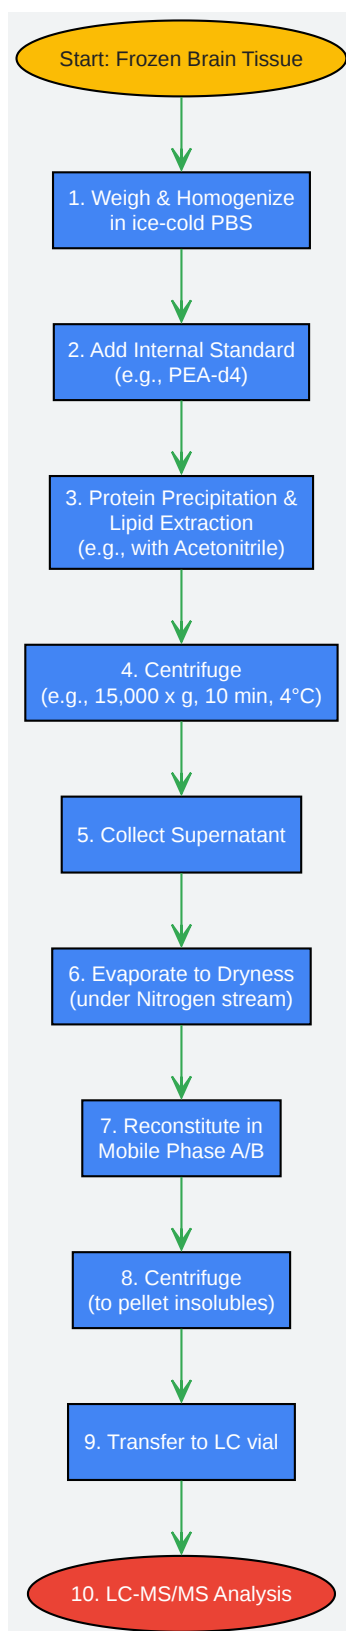 Start: Frozen Brain Tissue
1. Weigh & Homogenize
in ice-cold PBS
2. Add Internal Standard
(e.g., PEA-d4)
3. Protein Precipitation &
Lipid Extraction
(e.g., with Acetonitrile)
4. Centrifuge
(e.g., 15,000 x g, 10 min, 4°C)
5. Collect Supernatant
6. Evaporate to Dryness
(under Nitrogen stream)
7. Reconstitute in
Mobile Phase A/B
8. Centrifuge
(to pellet insolubles)
9. Transfer to LC vial
10. LC-MS/MS Analysis